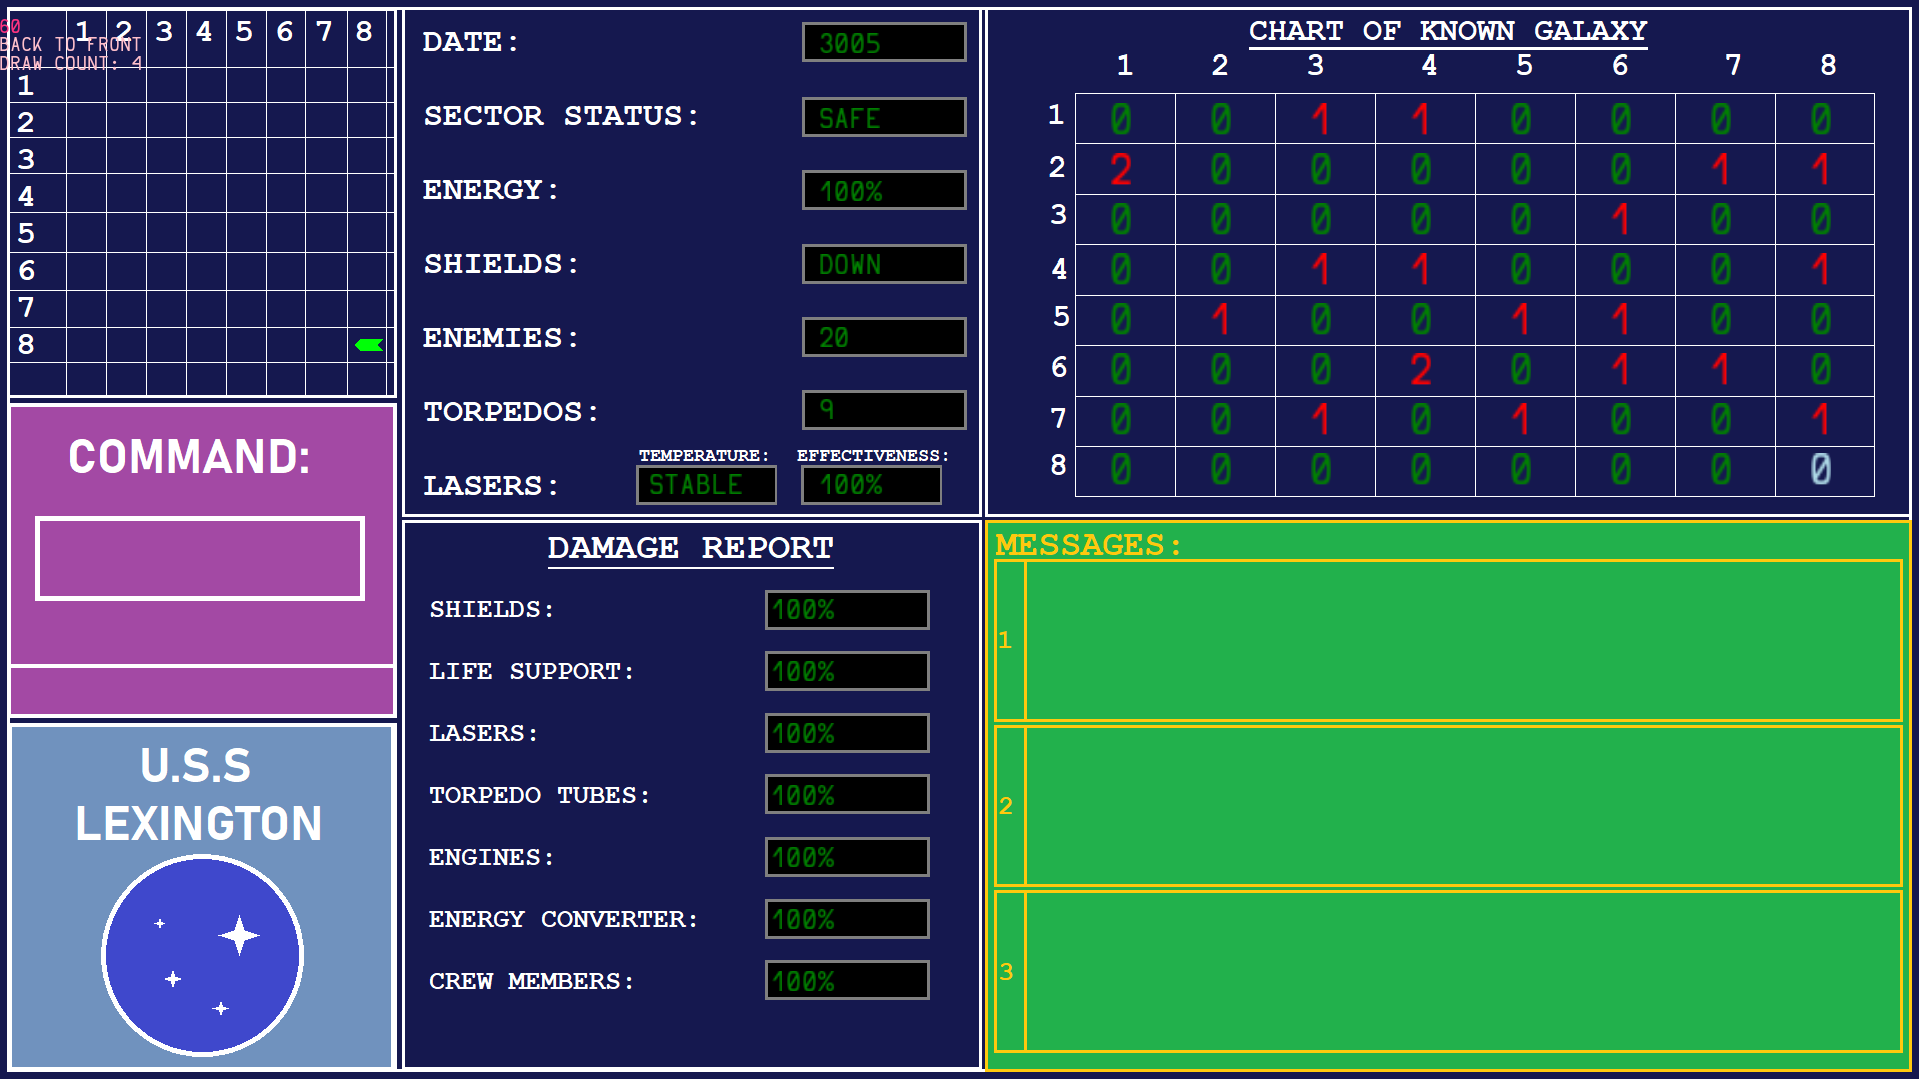 60
BACK TO FRONT
DRAW COUNT: 4
1 2 3 4 5 6 7 8
1
2
3
4
5
6
7
8
COMMAND:
U.S.S
LEXINGTON
DATE: 3005
SECTOR STATUS: SAFE
ENERGY: 100%
SHIELDS: DOWN
ENEMIES: 20
TORPEDOS: 9
TEMPERATURE: EFFECTIVENESS:
LASERS: STABLE 100%
DAMAGE REPORT
SHIELDS: 100%
LIFE SUPPORT: 100%
LASERS: 100%
TORPEDO TUBES: 100%
ENGINES: 100%
ENERGY CONVERTER: 100%
CREW MEMBERS: 100%
CHART OF KNOWN GALAXY
1 2 3 4 5 6 7 8
1 0 0 1 1 0 0 0 0
2 2 0 0 0 0 0 1 1
3 0 0 0 0 0 1 0 0
4 0 0 1 1 0 0 0 1
5 0 1 0 0 1 1 0 0
6 0 0 0 2 0 1 1 0
7 0 0 1 0 1 0 0 1
8 0 0 0 0 0 0 0 0
MESSAGES:
1
2
3